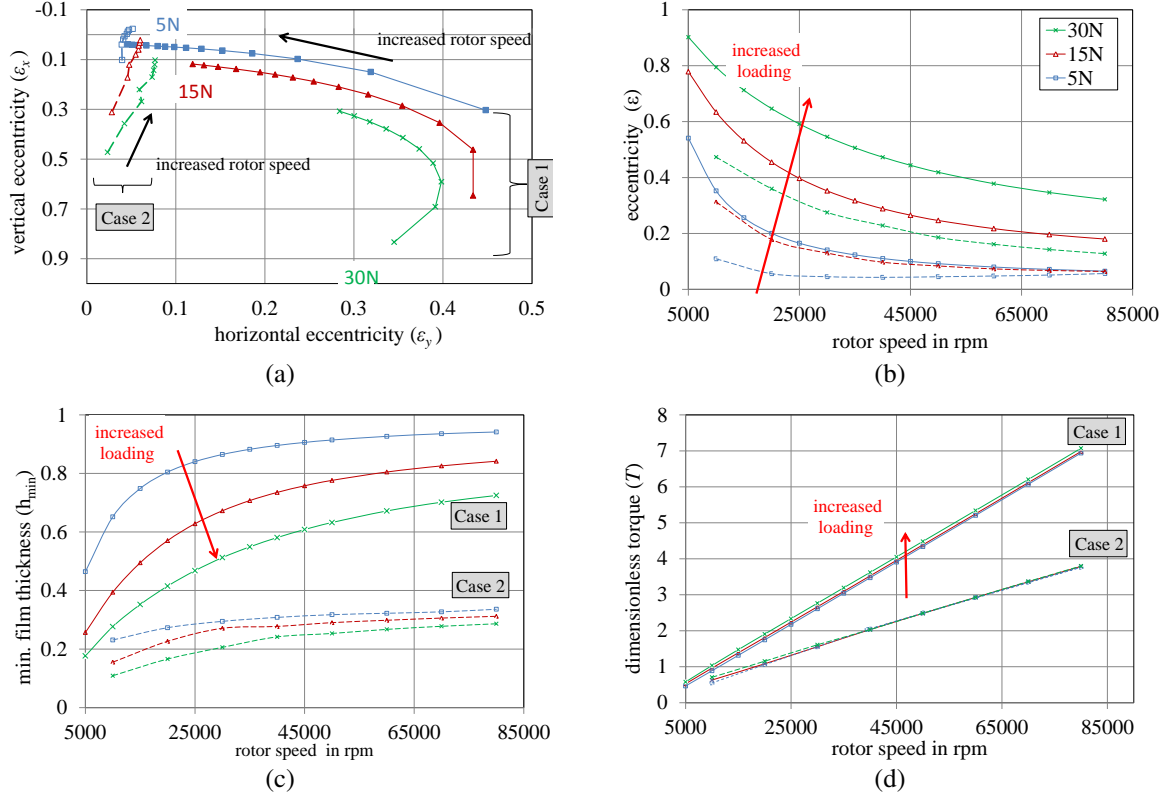 -0.1
0.1
0.3
0.5
0.7
0.9
0
0.1
0.2
0.3
0.4
0.5
vertical eccentricity (εx)
horizontal eccentricity (εy)
5N
15N
30N
increased rotor speed
increased rotor speed
Case 1
Case 2
(a)
1
0.8
0.6
0.4
0.2
0
5000
25000
45000
65000
85000
eccentricity (ε)
rotor speed in rpm
increased
loading
30N
15N
5N
(b)
1
0.8
0.6
0.4
0.2
0
5000
25000
45000
65000
85000
min. film thickness (hmin)
rotor speed in rpm
increased
loading
Case 1
Case 2
(c)
8
7
6
5
4
3
2
1
0
5000
25000
45000
65000
85000
dimensionless torque (T)
rotor speed in rpm
increased
loading
Case 1
Case 2
(d)